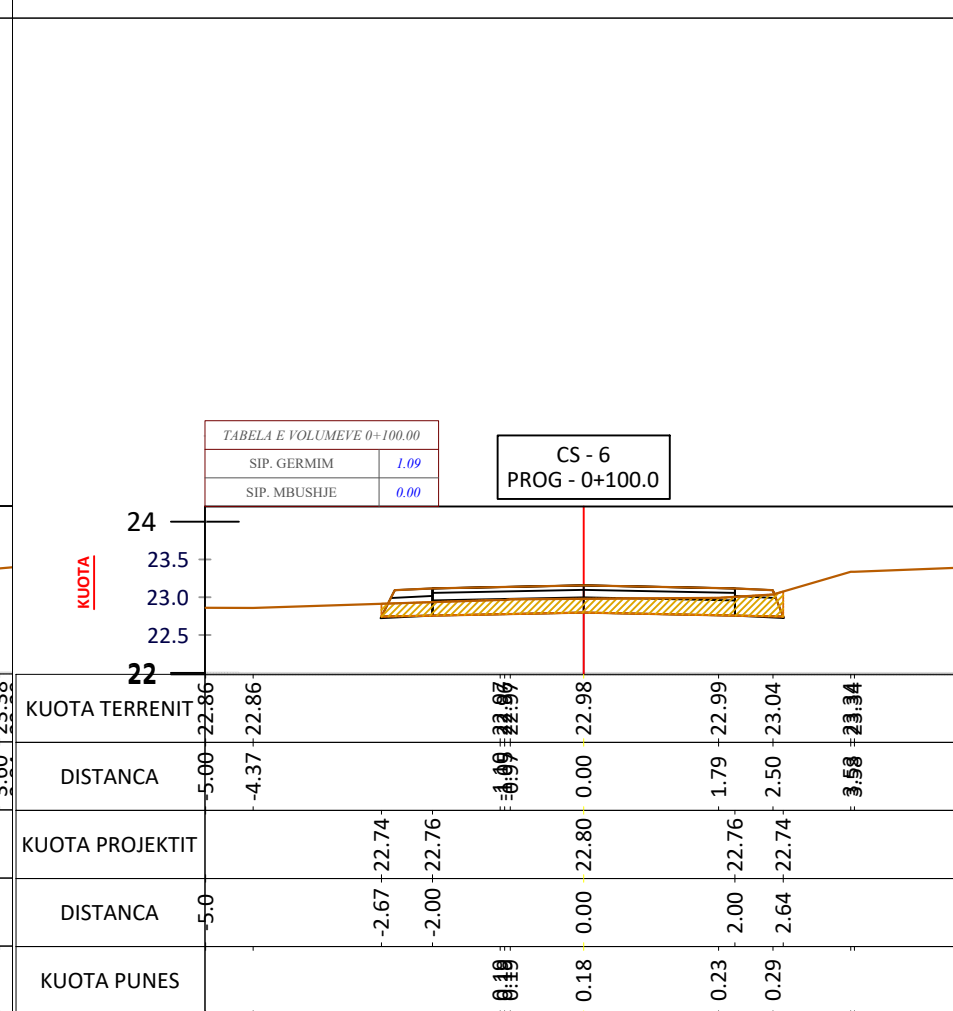 TABELA E VOLUMEVE 0+100.00
SIP. GERMIM 1.09
SIP. MBUSHJE 0.00
CS - 6
PROG - 0+100.0
KUOTA
24
23.5
23.0
22.5
22
KUOTA TERRENIT 22.86 22.86 22.98 22.99 23.04
DISTANCA -5.00 -4.37 0.00 1.79 2.50
KUOTA PROJEKTIT 22.74 22.76 22.80 22.76 22.74
DISTANCA -5.0 -2.67 -2.00 0.00 2.00 2.64
KUOTA PUNES 0.18 0.23 0.29